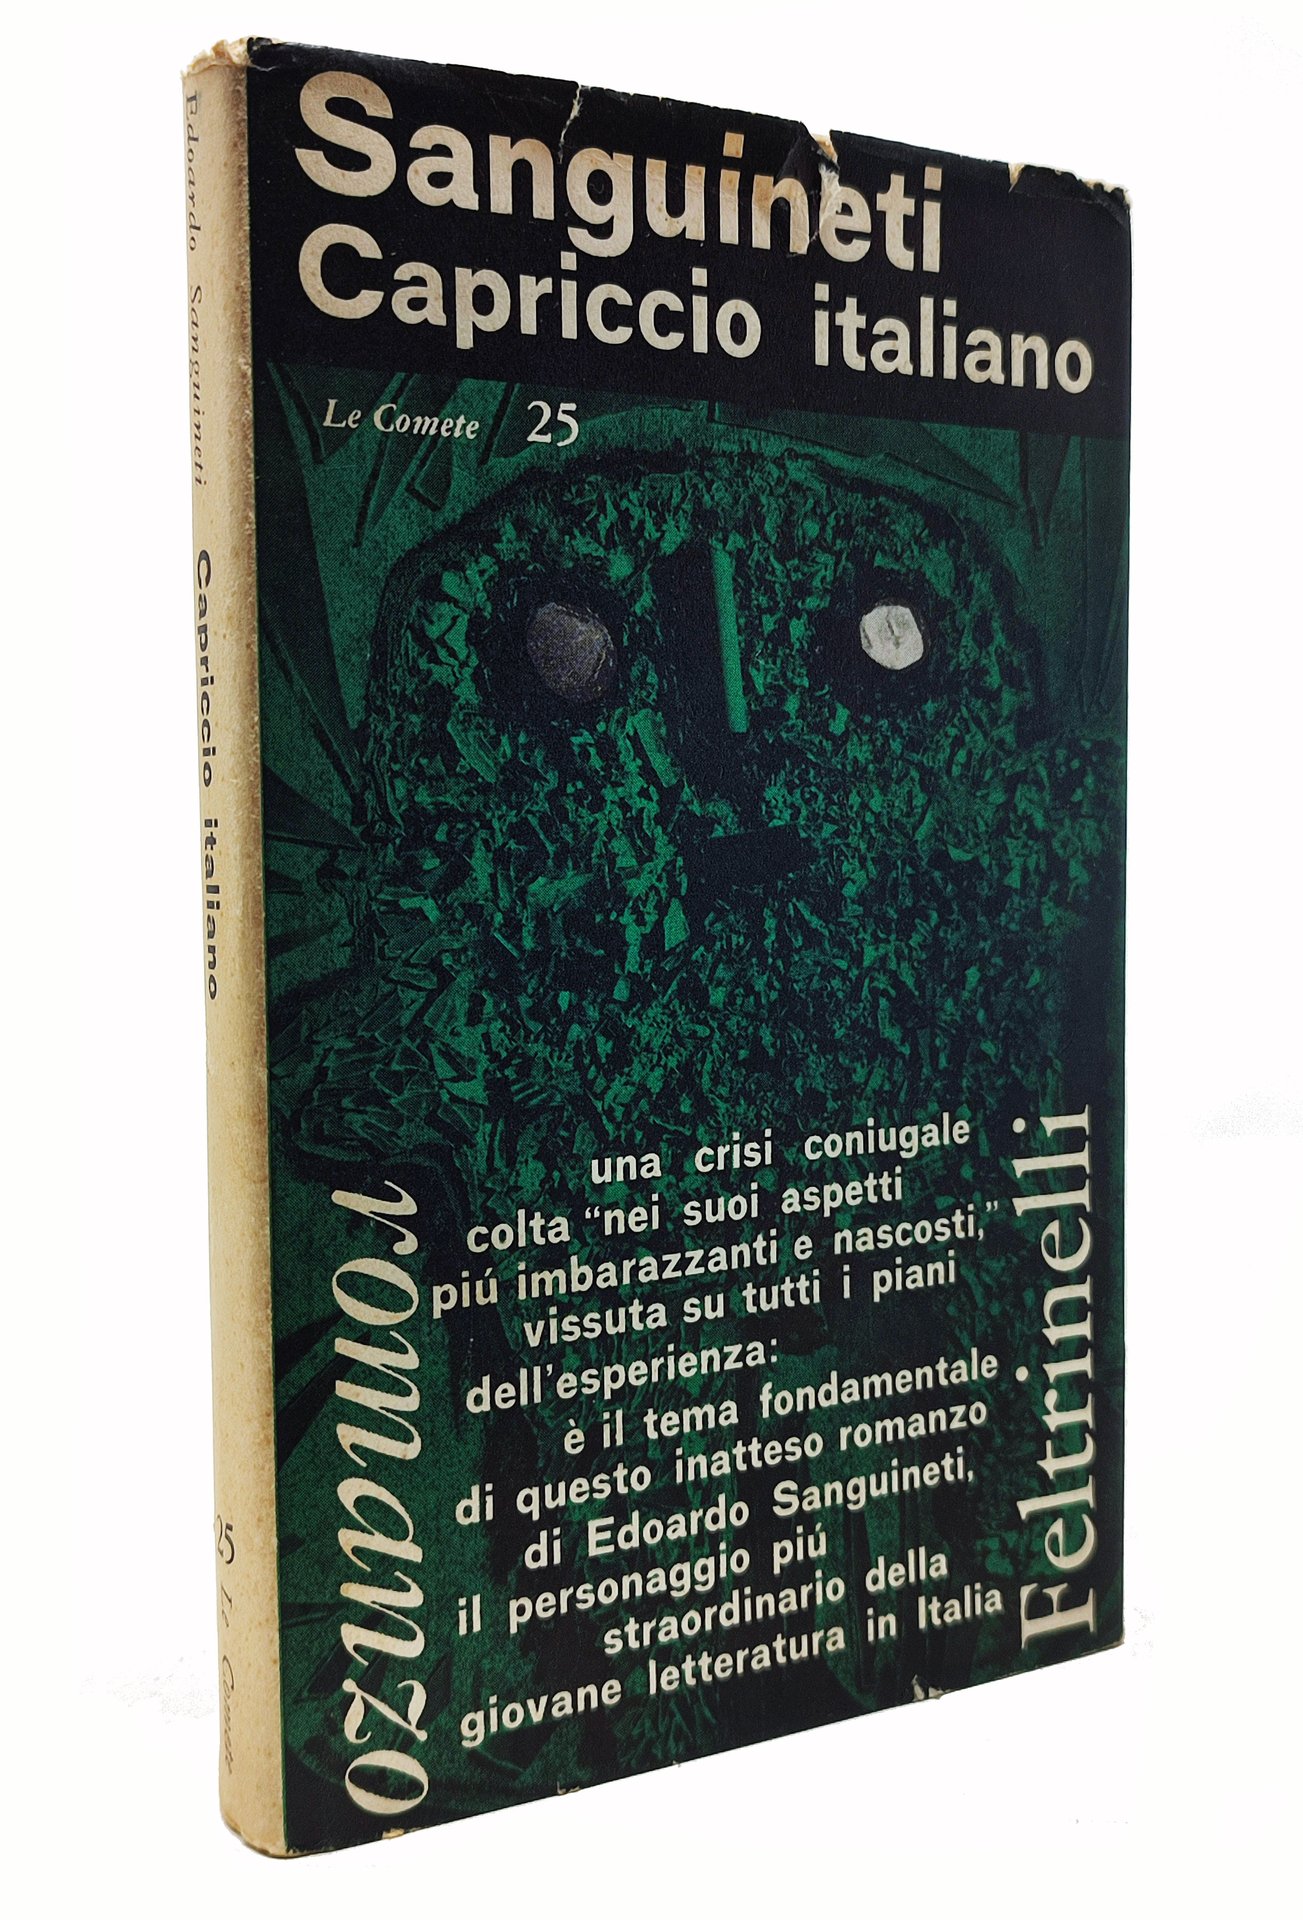 Sanguineti
Capriccio italiano
Le Comete 25
una crisi coniugale
colta “nei suoi aspetti
piú imbarazzanti e nascosti,”
vissuta su tutti i piani
dell’esperienza:
è il tema fondamentale
di questo inatteso romanzo
di Edoardo Sanguineti,
il personaggio piú
straordinario della
giovane letteratura in Italia
romanzo
Feltrinelli
Edoardo Sanguineti Capriccio italiano 25 Le Comete